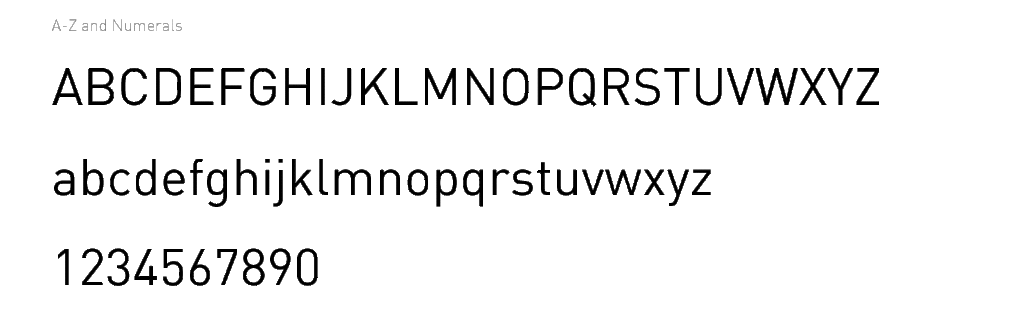 A-Z and Numerals
ABCDEFGHIJKLMNOPQRSTUVWXYZ
abcdefghijklmnopqrstuvwxyz
1234567890